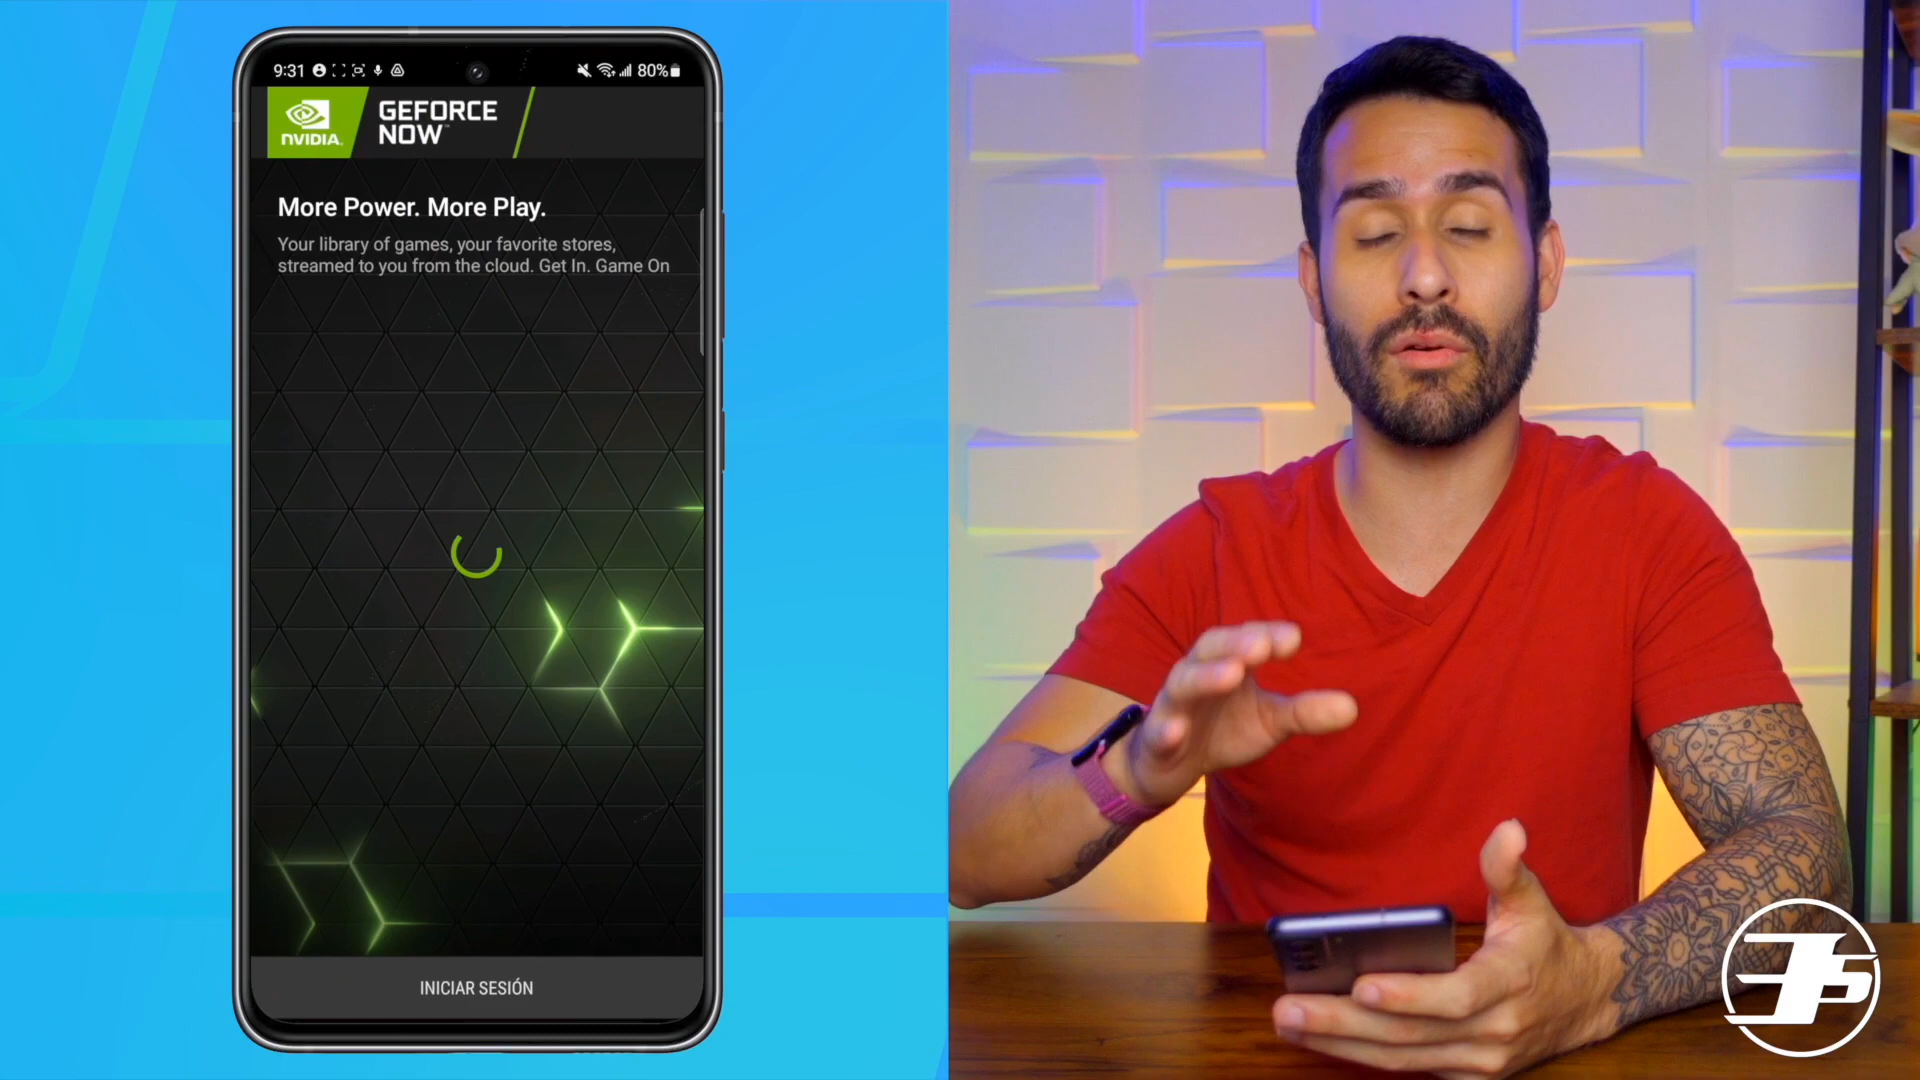 9:31
80%
NVIDIA
GEFORCE
NOW
More Power. More Play.
Your library of games, your favorite stores,
streamed to you from the cloud. Get In. Game On
INICIAR SESIÓN